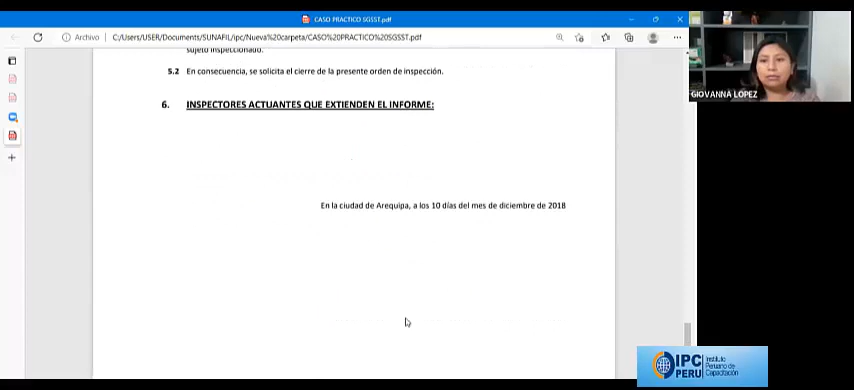 CASO PRACTICO SGSST.pdf
Archivo
C:/Users/USER/Documents/SUNAFIL/ipc/Nueva%20carpeta/CASO%20PRACTICO%20SGSST.pdf
sujeto inspeccionado.
5.2 En consecuencia, se solicita el cierre de la presente orden de inspección.
6. INSPECTORES ACTUANTES QUE EXTIENDEN EL INFORME:
En la ciudad de Arequipa, a los 10 días del mes de diciembre de 2018
GIOVANNA LOPEZ
IPC PERU
Instituto
Peruano de
Capacitación